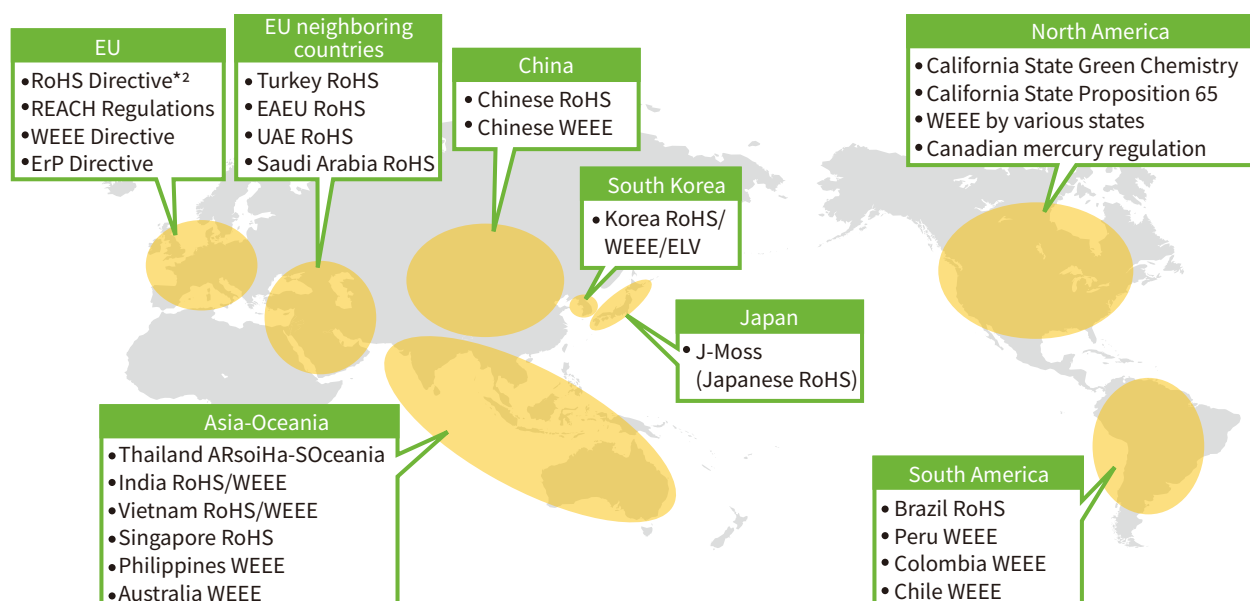 EU
•RoHS Directive*2
•REACH Regulations
•WEEE Directive
•ErP Directive
EU neighboring
countries
•Turkey RoHS
•EAEU RoHS
•UAE RoHS
•Saudi Arabia RoHS
China
• Chinese RoHS
• Chinese WEEE
South Korea
• Korea RoHS/
WEEE/ELV
Japan
• J-Moss
(Japanese RoHS)
North America
• California State Green Chemistry
• California State Proposition 65
• WEEE by various states
• Canadian mercury regulation
Asia-Oceania
•Thailand ARsoiHa-SOceania
•India RoHS/WEEE
•Vietnam RoHS/WEEE
•Singapore RoHS
•Philippines WEEE
•Australia WEEE
South America
• Brazil RoHS
• Peru WEEE
• Colombia WEEE
• Chile WEEE